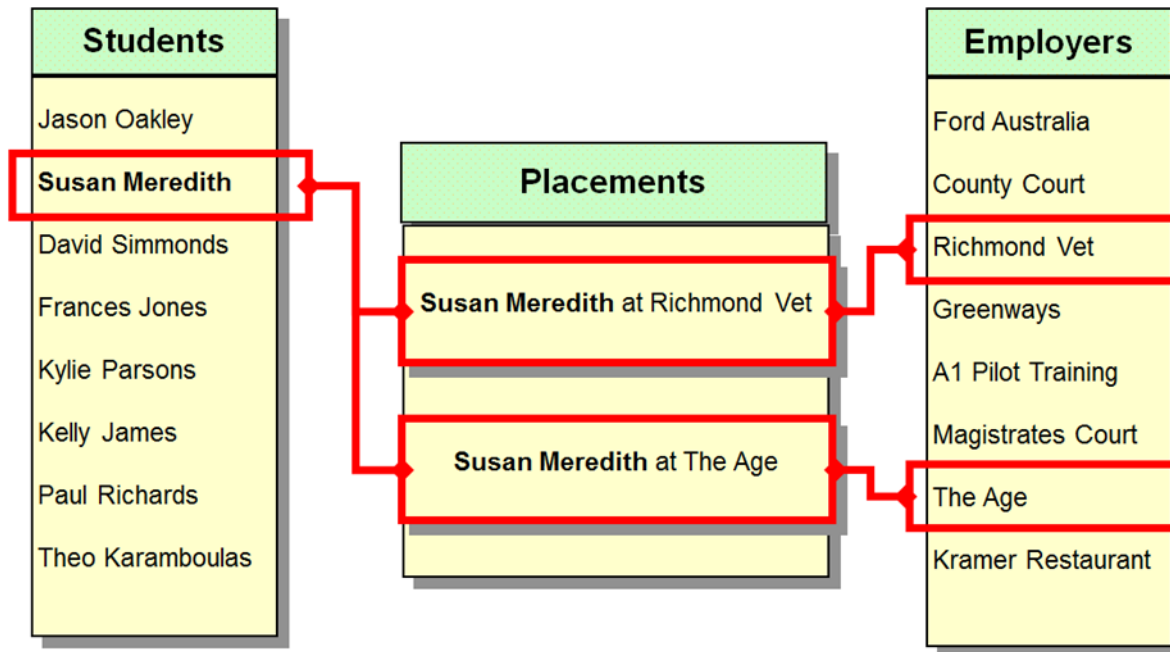 Students
Jason Oakley
Susan Meredith
David Simmonds
Frances Jones
Kylie Parsons
Kelly James
Paul Richards
Theo Karamboulas
Placements
Susan Meredith at Richmond Vet
Susan Meredith at The Age
Employers
Ford Australia
County Court
Richmond Vet
Greenways
A1 Pilot Training
Magistrates Court
The Age
Kramer Restaurant